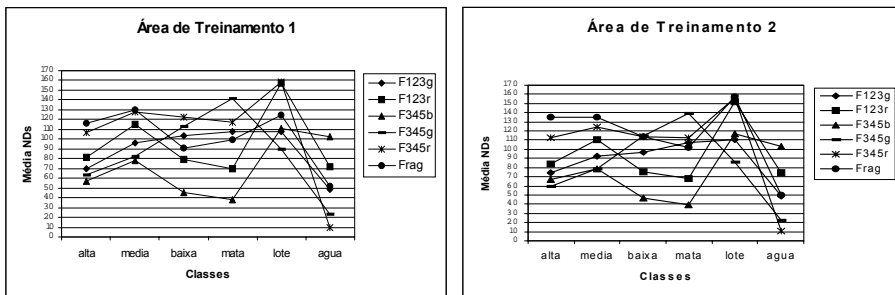 Área de Treinamento 1
Média NDs
170
160
150
140
130
120
110
100
90
80
70
60
50
40
30
20
10
0
alta media baixa mata lote agua
Classes
F123g
F123r
F345b
F345g
F345r
Frag
Área de Treinamento 2
Média NDs
170
160
150
140
130
120
110
100
90
80
70
60
50
40
30
20
10
0
alta media baixa mata lote agua
Classes
F123g
F123r
F345b
F345g
F345r
Frag